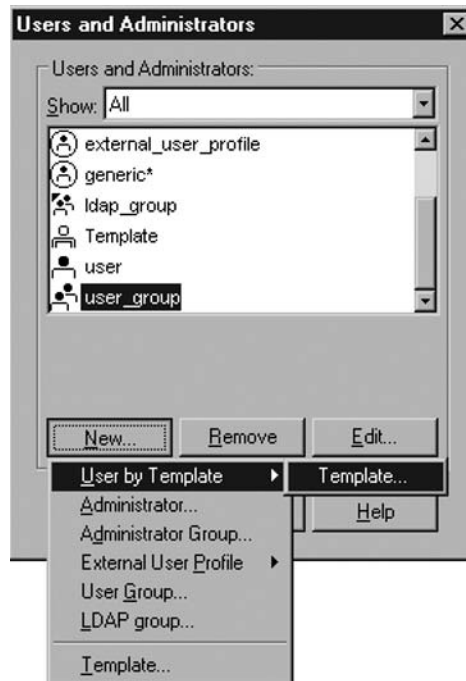 Users and Administrators
Users and Administrators:
Show: All
external_user_profile
generic*
ldap_group
Template
user
user_group
New... Remove Edit...
User by Template Template...
Administrator... Help
Administrator Group...
External User Profile
User Group...
LDAP group...
Template...